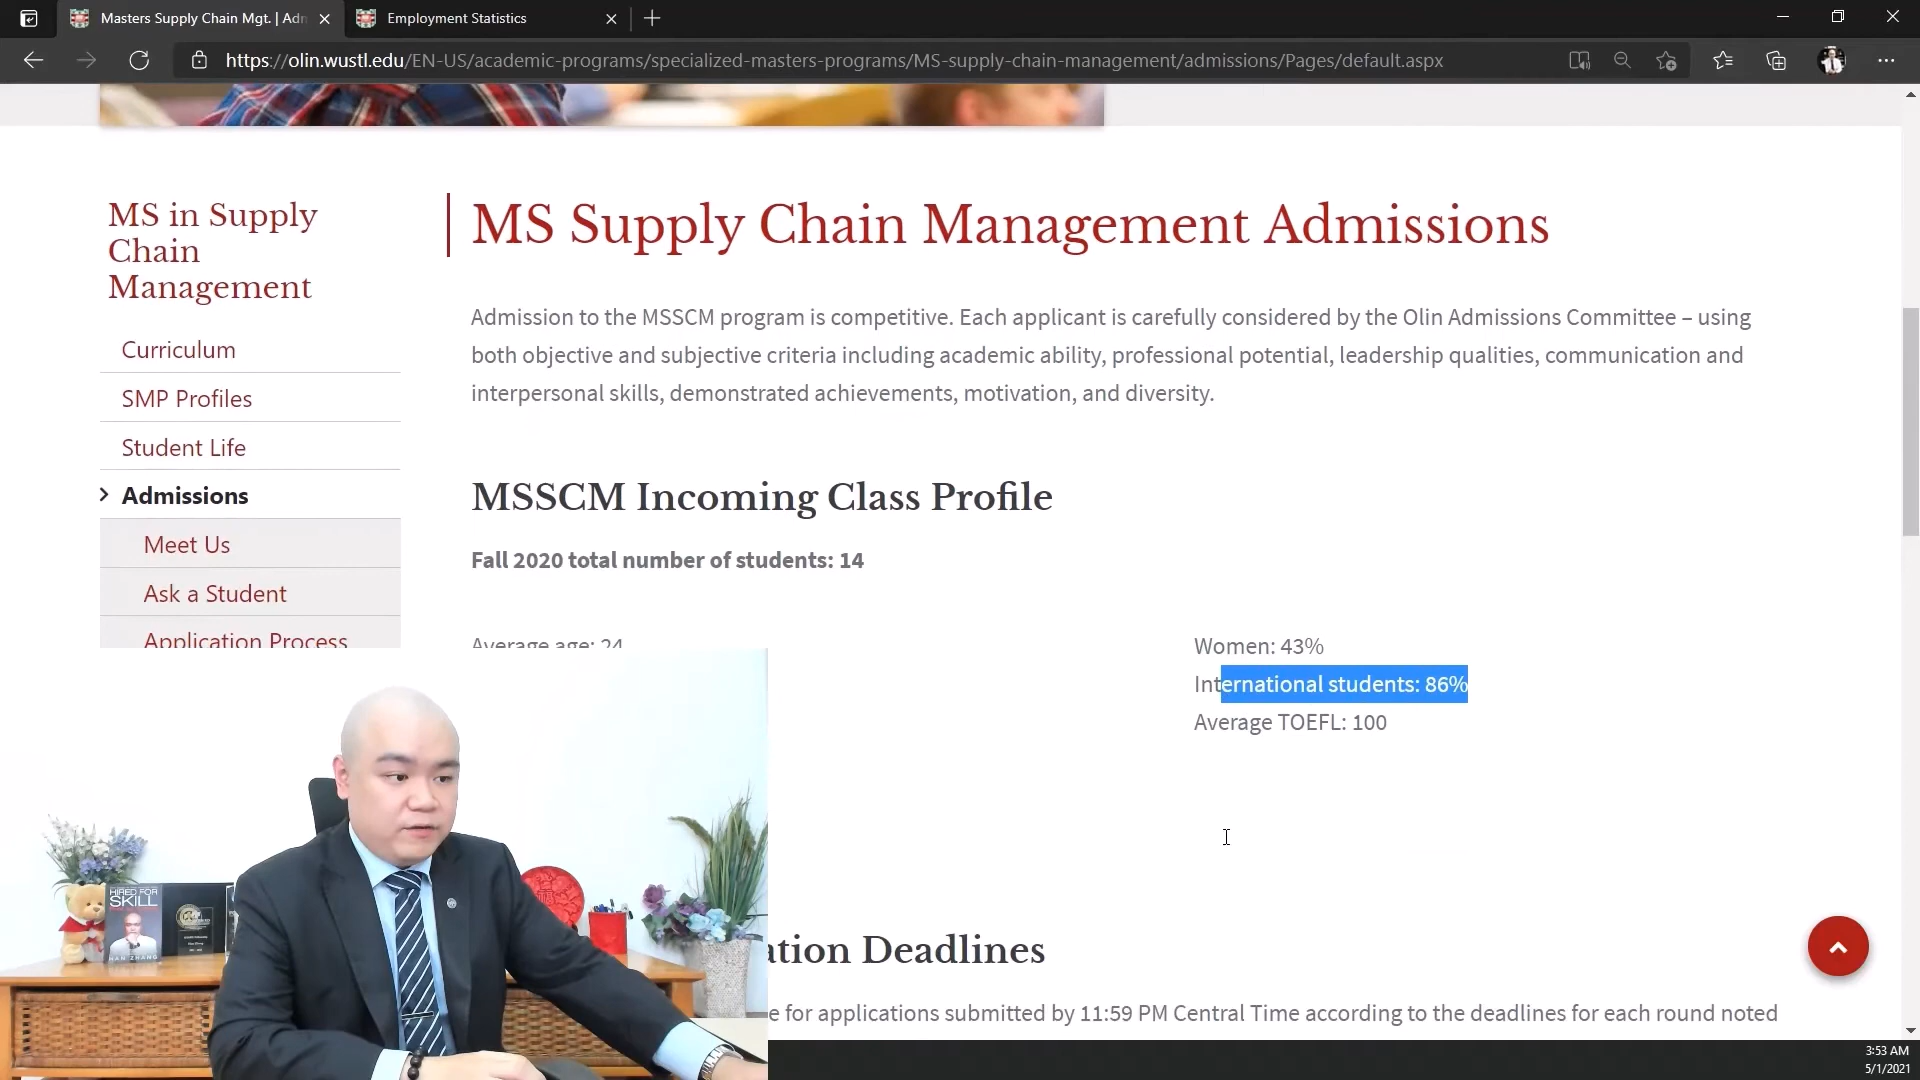 Masters Supply Chain Mgt. | Adn
Employment Statistics
https://olin.wustl.edu/EN-US/academic-programs/specialized-masters-programs/MS-supply-chain-management/admissions/Pages/default.aspx
MS in Supply
Chain
Management
Curriculum
SMP Profiles
Student Life
Admissions
Meet Us
Ask a Student
Application Process
MS Supply Chain Management Admissions
Admission to the MSSCM program is competitive. Each applicant is carefully considered by the Olin Admissions Committee – using
both objective and subjective criteria including academic ability, professional potential, leadership qualities, communication and
interpersonal skills, demonstrated achievements, motivation, and diversity.
MSSCM Incoming Class Profile
Fall 2020 total number of students: 14
Average age: 24
Women: 43%
International students: 86%
Average TOEFL: 100
ation Deadlines
e for applications submitted by 11:59 PM Central Time according to the deadlines for each round noted
HIRED FOR
SKILL
HAN ZHANG
3:53 AM
5/1/2021